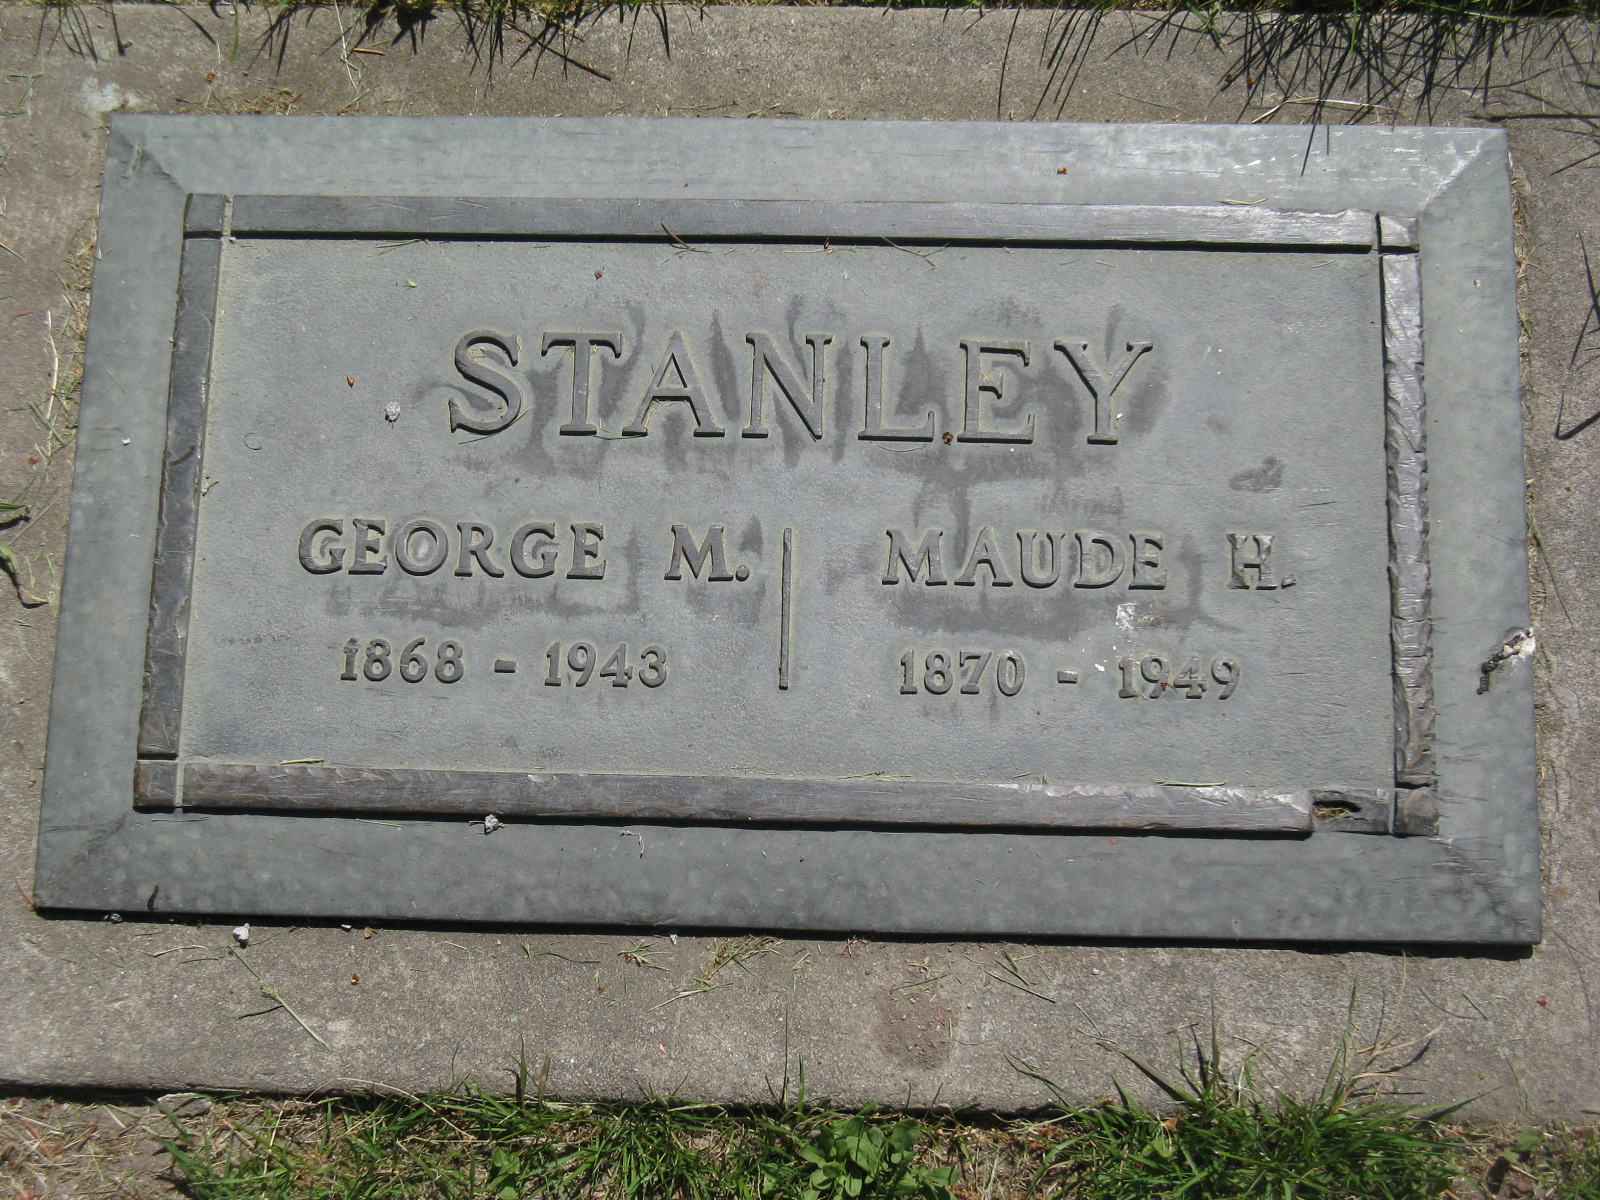 STANLEY
GEORGE M.
1868 - 1943
MAUDE H.
1870 - 1949